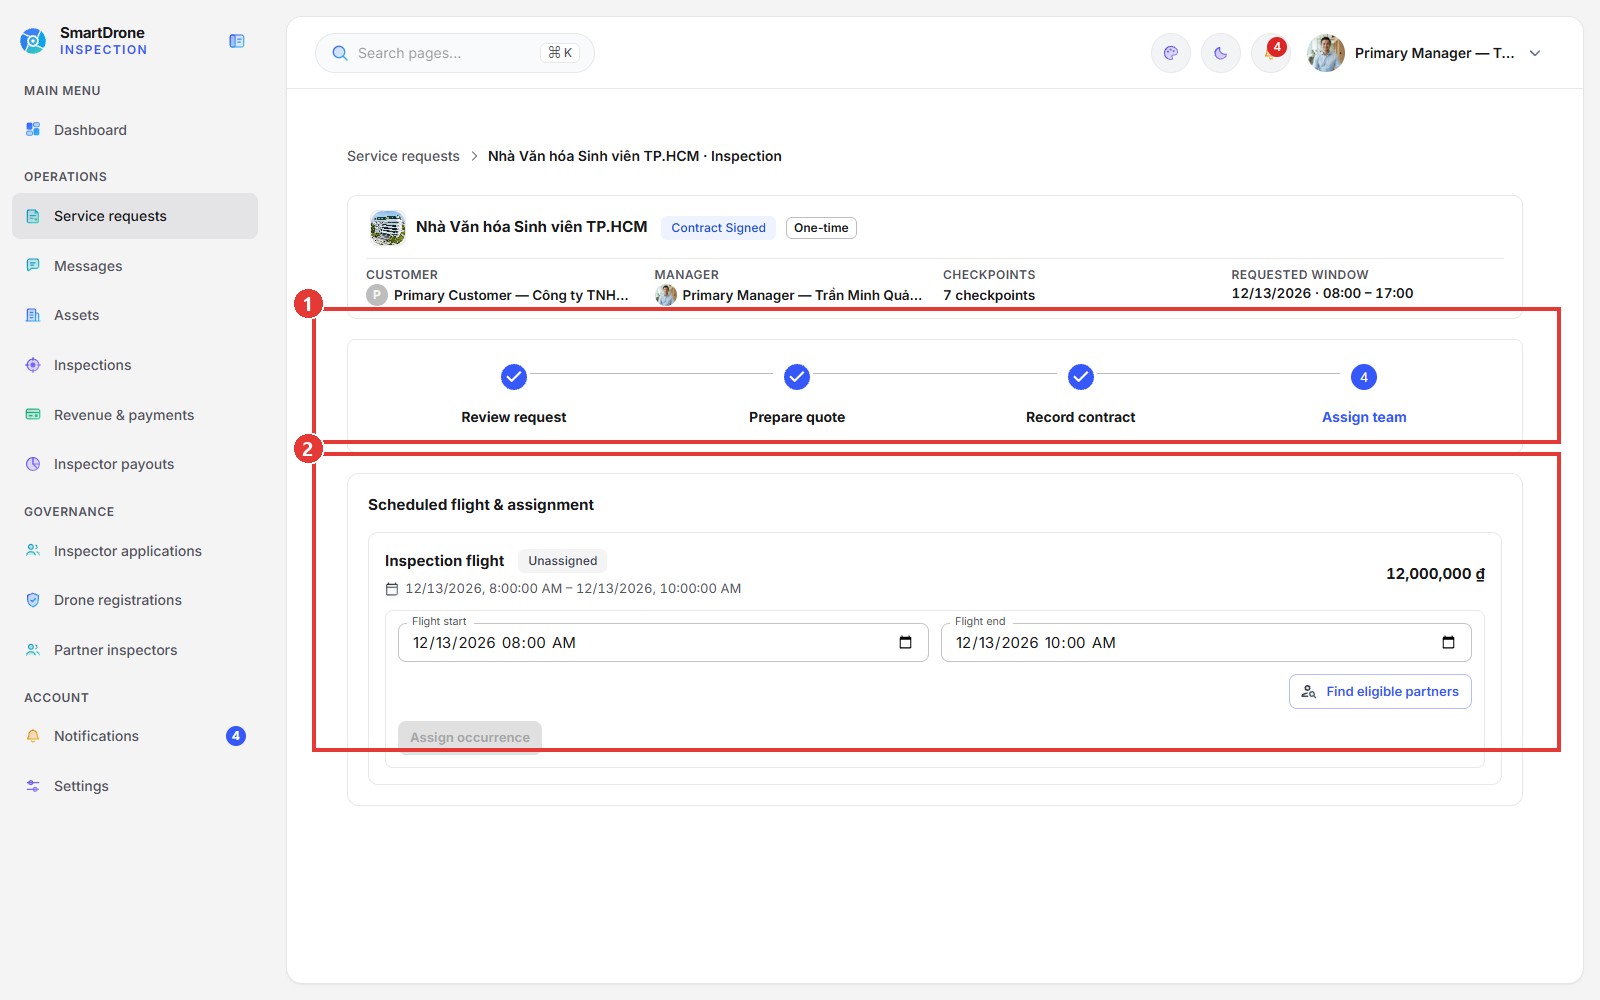 SmartDrone
INSPECTION
MAIN MENU
Dashboard
OPERATIONS
Service requests
Messages
Assets
Inspections
Revenue & payments
Inspector payouts
GOVERNANCE
Inspector applications
Drone registrations
Partner inspectors
ACCOUNT
Notifications 4
Settings
Search pages... ⌘ K
4
Primary Manager — T...
Service requests > Nhà Văn hóa Sinh viên TP.HCM · Inspection
Nhà Văn hóa Sinh viên TP.HCM Contract Signed One-time
CUSTOMER MANAGER CHECKPOINTS REQUESTED WINDOW
P Primary Customer — Công ty TNH... Primary Manager — Trần Minh Quả... 7 checkpoints 12/13/2026 · 08:00 – 17:00
1
4
Review request Prepare quote Record contract Assign team
2
Scheduled flight & assignment
Inspection flight Unassigned
12,000,000 ₫
12/13/2026, 8:00:00 AM – 12/13/2026, 10:00:00 AM
Flight start Flight end
12/13/2026 08:00 AM 12/13/2026 10:00 AM
Find eligible partners
Assign occurrence